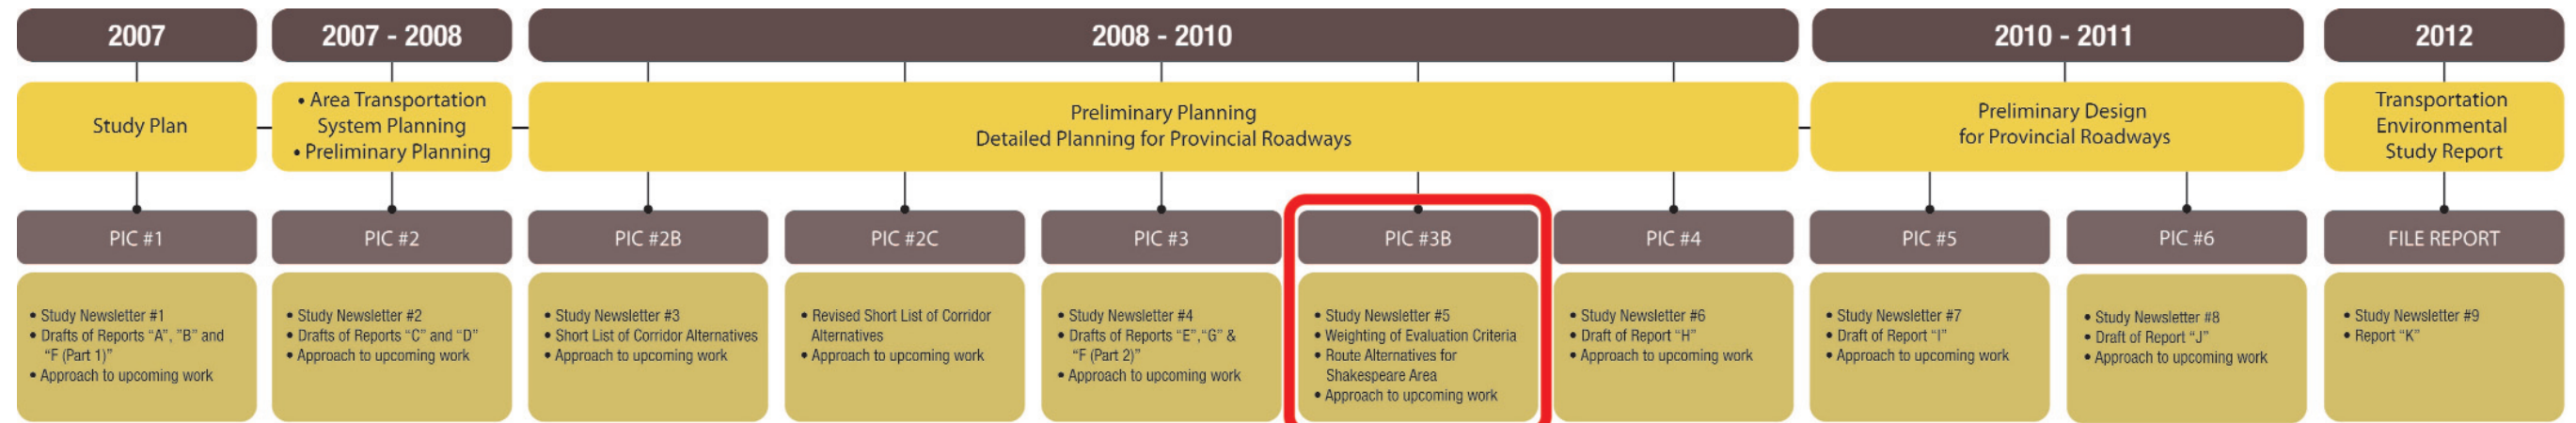 2007
2007 - 2008
2008 - 2010
2010 - 2011
2012
Study Plan
• Area Transportation
System Planning
• Preliminary Planning
Preliminary Planning
Detailed Planning for Provincial Roadways
Preliminary Design
for Provincial Roadways
Transportation
Environmental
Study Report
PIC #1
PIC #2
PIC #2B
PIC #2C
PIC #3
PIC #3B
PIC #4
PIC #5
PIC #6
FILE REPORT
• Study Newsletter #1
• Drafts of Reports “A”, ”B” and
“F (Part 1)”
• Approach to upcoming work
• Study Newsletter #2
• Drafts of Reports “C” and “D”
• Approach to upcoming work
• Study Newsletter #3
• Short List of Corridor Alternatives
• Approach to upcoming work
• Revised Short List of Corridor
Alternatives
• Approach to upcoming work
• Study Newsletter #4
• Drafts of Reports “E”,“G” &
“F (Part 2)”
• Approach to upcoming work
• Study Newsletter #5
• Weighting of Evaluation Criteria
• Route Alternatives for
Shakespeare Area
• Approach to upcoming work
• Study Newsletter #6
• Draft of Report “H”
• Approach to upcoming work
• Study Newsletter #7
• Draft of Report “I”
• Approach to upcoming work
• Study Newsletter #8
• Draft of Report “J”
• Approach to upcoming work
• Study Newsletter #9
• Report “K”